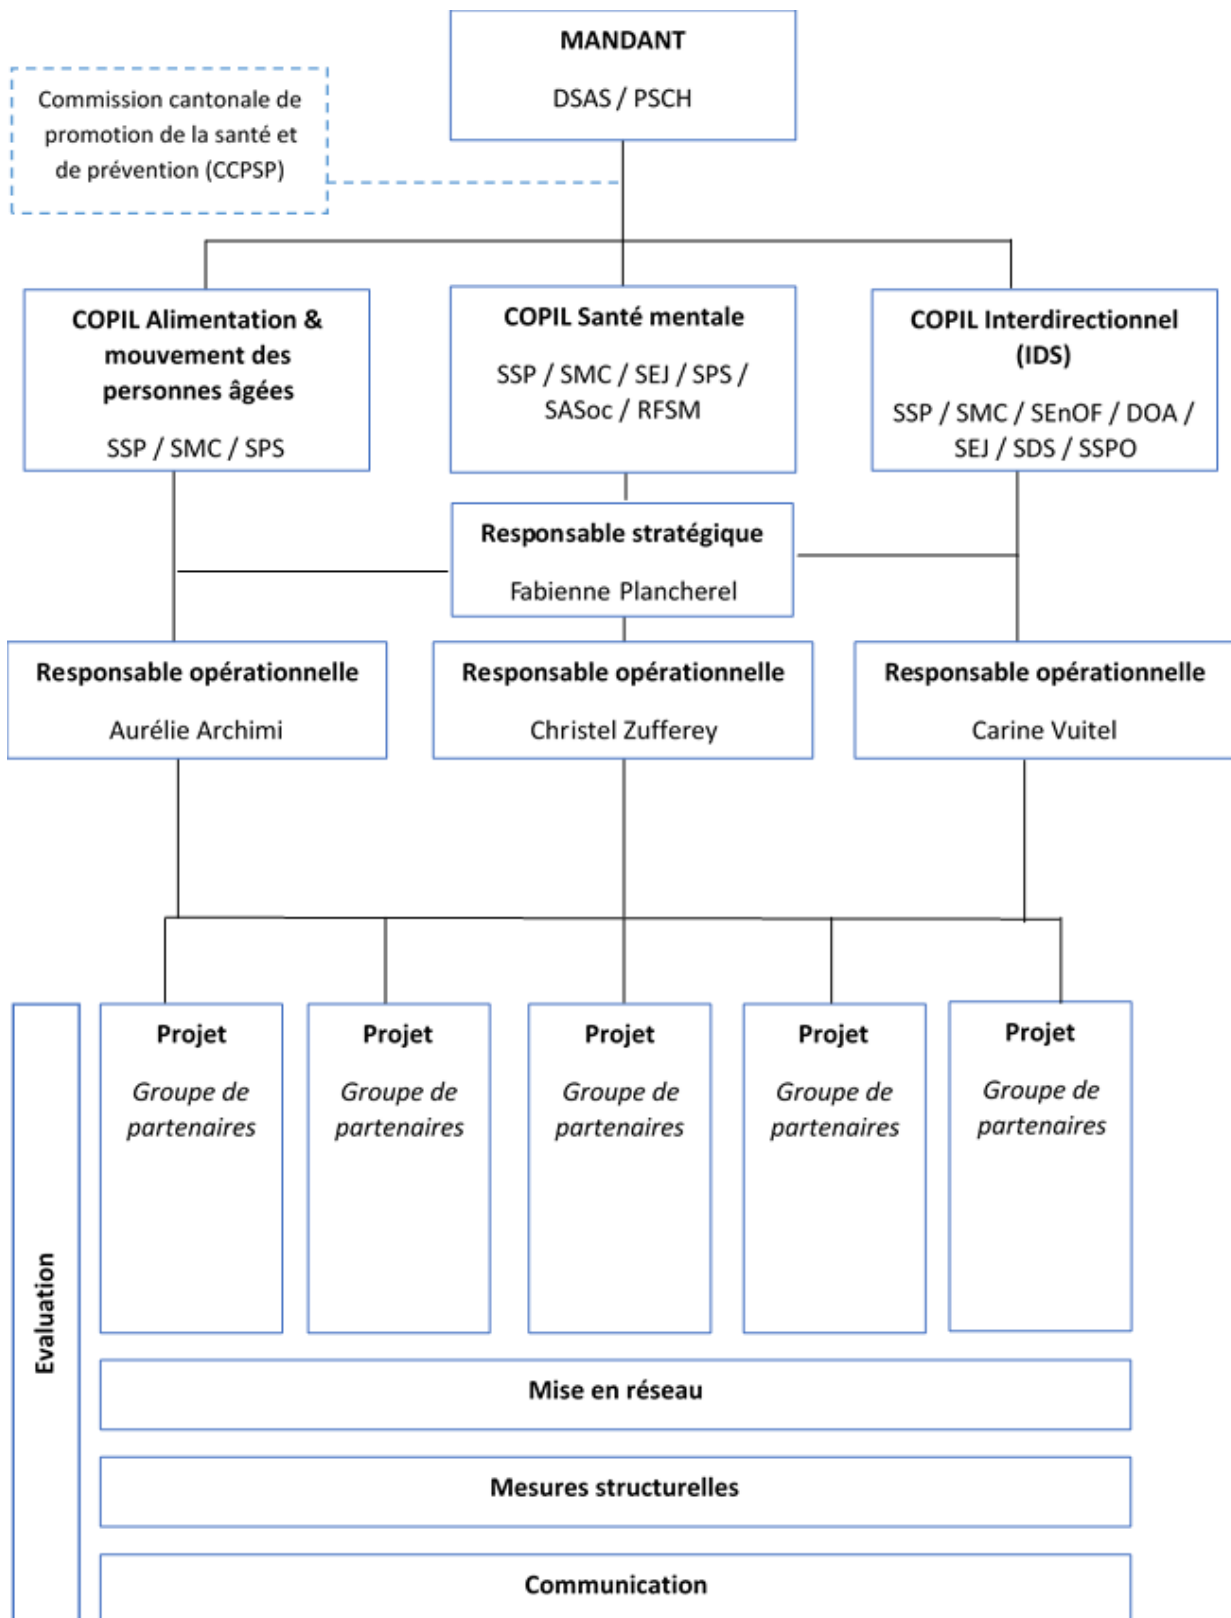 MANDANT
DSAS / PSCH
Commission cantonale de
promotion de la santé et
de prévention (CCPSP)
COPIL Alimentation &
mouvement des
personnes âgées
SSP / SMC / SPS
COPIL Santé mentale
SSP / SMC / SEJ / SPS /
SASoc / RFSM
COPIL Interdirectionnel
(IDS)
SSP / SMC / SEnOF / DOA /
SEJ / SDS / SSPO
Responsable stratégique
Fabienne Plancherel
Responsable opérationnelle
Aurélie Archimi
Responsable opérationnelle
Christel Zufferey
Responsable opérationnelle
Carine Vuitel
Evaluation
Projet
Groupe de
partenaires
Projet
Groupe de
partenaires
Projet
Groupe de
partenaires
Projet
Groupe de
partenaires
Projet
Groupe de
partenaires
Mise en réseau
Mesures structurelles
Communication